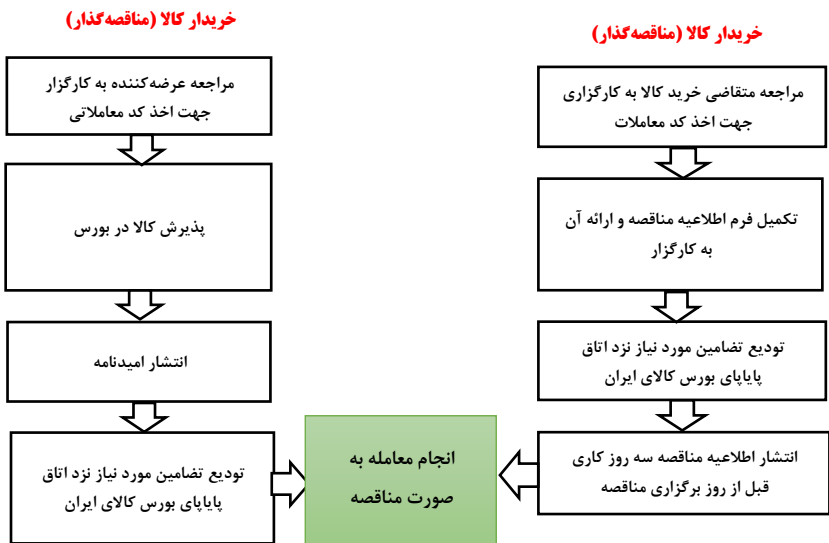 خریدار کالا (مناقصه‌گذار)
مراجعه متقاضی خرید کالا به کارگزاری
جهت اخذ کد معاملات
تکمیل فرم اطلاعیه مناقصه و ارائه آن
به کارگزار
تودیع تضامین مورد نیاز نزد اتاق
پایاپای بورس کالای ایران
انتشار اطلاعیه مناقصه سه روز کاری
قبل از روز برگزاری مناقصه
خریدار کالا (مناقصه‌گذار)
مراجعه عرضه‌کننده به کارگزار
جهت اخذ کد معاملاتی
پذیرش کالا در بورس
انتشار امیدنامه
تودیع تضامین مورد نیاز نزد اتاق
پایاپای بورس کالای ایران
انجام معامله به
صورت مناقصه